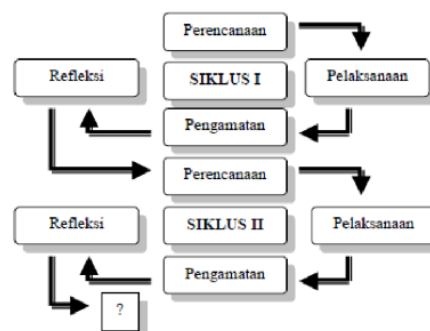 Perencanaan
Refleksi
SIKLUS I
Pelaksanaan
Pengamatan
Perencanaan
Refleksi
SIKLUS II
Pelaksanaan
Pengamatan
?